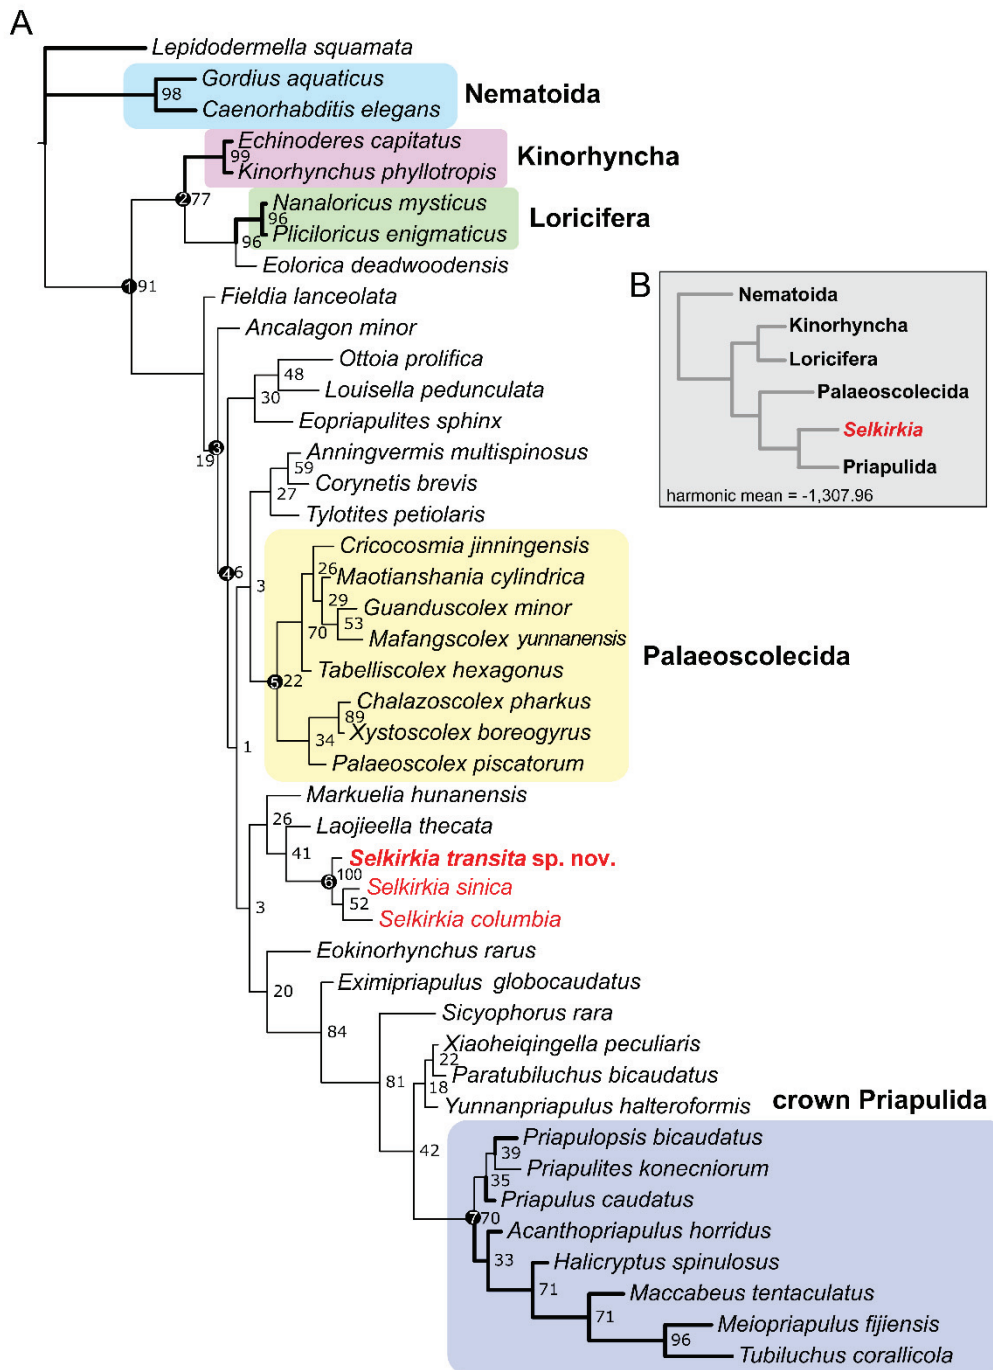 A
Lepidodermella squamata
Gordius aquaticus
98
Caenorhabditis elegans
Nematoida
Echinoderes capitatus
99
Kinorhynchus phyllotropis
Kinorhyncha
2 77
Nanaloricus mysticus
96
Pliciloricus enigmaticus
Loricifera
96
Eolorica deadwoodensis
1 91
Fieldia lanceolata
Ancalagon minor
Ottoia prolifica
48
Louisella pedunculata
30
Eopriapulites sphinx
3
19
Anningvermis multispinosus
59
Corynetis brevis
27
Tylotites petiolaris
4 6
3
Cricocosmia jinningensis
26
Maotianshania cylindrica
29
Guanduscolex minor
53
70
Mafangscolex yunnanensis
Tabelliscolex hexagonus
Palaeoscolecida
5 22
Chalazoscolex pharkus
89
Xystoscolex boreogyrus
34
Palaeoscolex piscatorum
1
Markuelia hunanensis
26
Laojieella thecata
41
Selkirkia transita sp. nov.
6 100
Selkirkia sinica
52
Selkirkia columbia
3
Eokinorhynchus rarus
20
Eximipriapulus globocaudatus
84
Sicyophorus rara
81
Xiaoheiqingella peculiaris
22
Paratubiluchus bicaudatus
18
Yunnanpriapulus halteroformis
42
crown Priapulida
Priapulopsis bicaudatus
39
Priapulites konecniorum
35
Priapulus caudatus
7 70
Acanthopriapulus horridus
33
Halicryptus spinulosus
71
Maccabeus tentaculatus
71
Meiopriapulus fijiensis
96
Tubiluchus corallicola
B
Nematoida
Kinorhyncha
Loricifera
Palaeoscolecida
Selkirkia
Priapulida
harmonic mean = -1,307.96